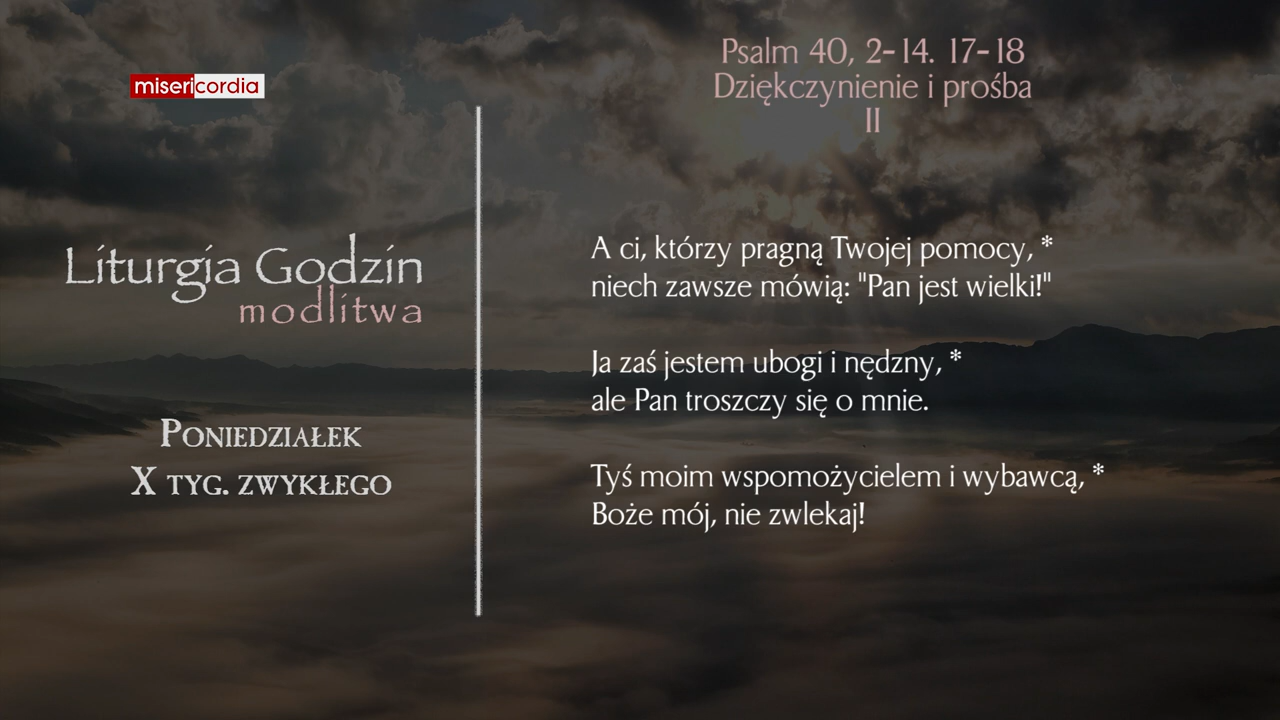 misericordia
Liturgia Godzin
modlitwa
Poniedziałek
X tyg. zwykłego
Psalm 40, 2-14. 17-18
Dziękczynienie i prośba
II
A ci, którzy pragną Twojej pomocy, *
niech zawsze mówią: "Pan jest wielki!"
Ja zaś jestem ubogi i nędzny, *
ale Pan troszczy się o mnie.
Tyś moim wspomożycielem i wybawcą, *
Boże mój, nie zwlekaj!